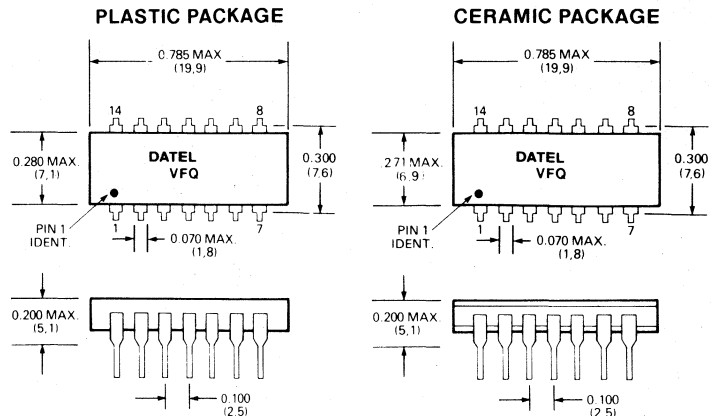 PLASTIC PACKAGE
0.785 MAX
(19,9)
14
8
0.280 MAX.
(7,1)
DATEL
VFQ
0.300
(7,6)
PIN 1
IDENT.
1
7
0.070 MAX.
(1,8)
0.200 MAX.
(5,1)
0.100
(2,5)
CERAMIC PACKAGE
0.785 MAX
(19,9)
14
8
.271 MAX.
(6,9)
DATEL
VFQ
0.300
(7,6)
PIN 1
IDENT.
1
7
0.070 MAX.
(1,8)
0.200 MAX.
(5,1)
0.100
(2,5)